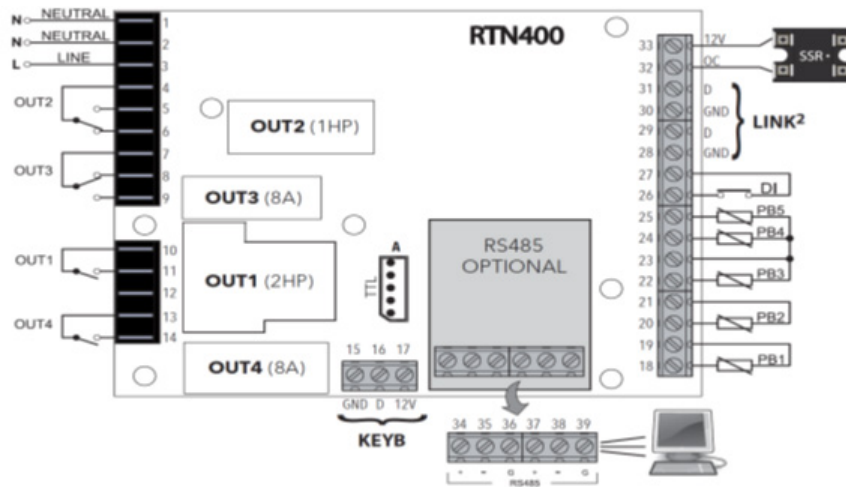 RTN400
N NEUTRAL 1
N NEUTRAL 2
L LINE 3
4
OUT2 5
6
7
OUT3 8
9
10
OUT1 11
12
13
OUT4 14
OUT2 (1HP)
OUT3 (8A)
OUT1 (2HP)
OUT4 (8A)
A
TTL
RS485
OPTIONAL
15 16 17
GND D 12V
KEYB
34 35 36 37 38 39
+ - G + - G
RS485
33 12V
32 OC
SSR
31 D
30 GND
29 D
28 GND
LINK²
27
26 DI
25 PB5
24 PB4
23
22 PB3
21
20 PB2
19
18 PB1